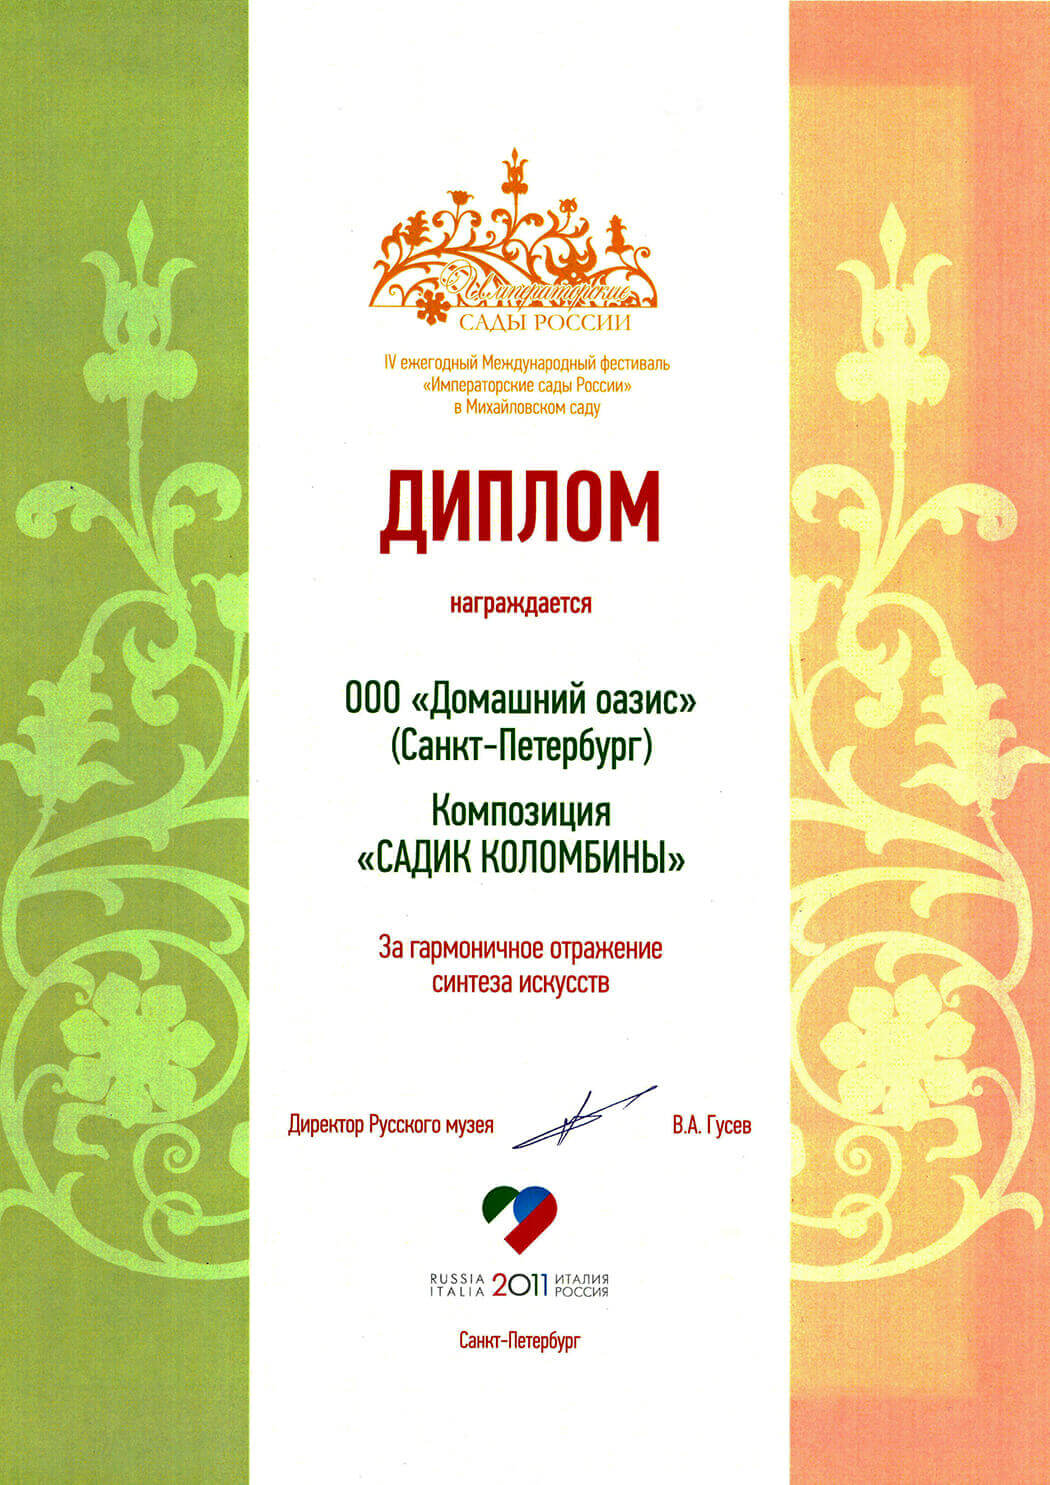 Императорские
САДЫ РОССИИ
IV ежегодный Международный фестиваль
«Императорские сады России»
в Михайловском саду
ДИПЛОМ
награждается
ООО «Домашний оазис»
(Санкт-Петербург)
Композиция
«САДИК КОЛОМБИНЫ»
За гармоничное отражение
синтеза искусств
Директор Русского музея В.А. Гусев
RUSSIA 2011 ИТАЛИЯ
ITALIA РОССИЯ
Санкт-Петербург